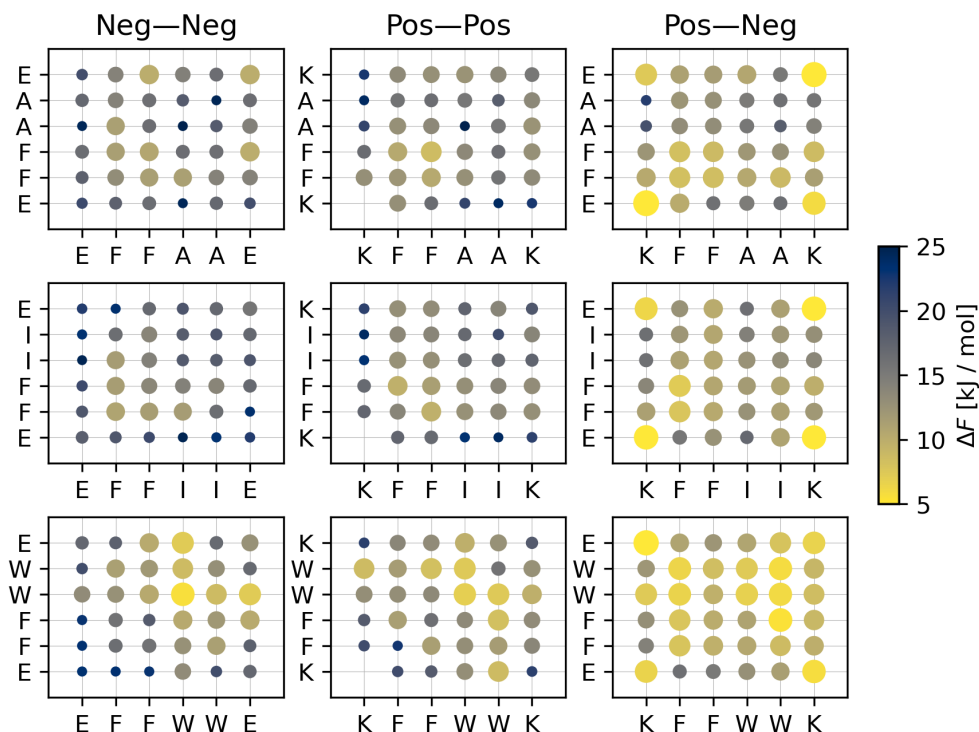 Neg—Neg Pos—Pos Pos—Neg
E K E
A A A
A A A
F F F
F F F
E K E
E F F A A E K F F A A K K F F A A K
E K E
I I I
I I I
F F F
F F F
E K E
E F F I I E K F F I I K K F F I I K
E K E
W W W
W W W
F F F
F F F
E K E
E F F W W E K F F W W K K F F W W K
25
20
15
10
5
ΔF [kJ / mol]